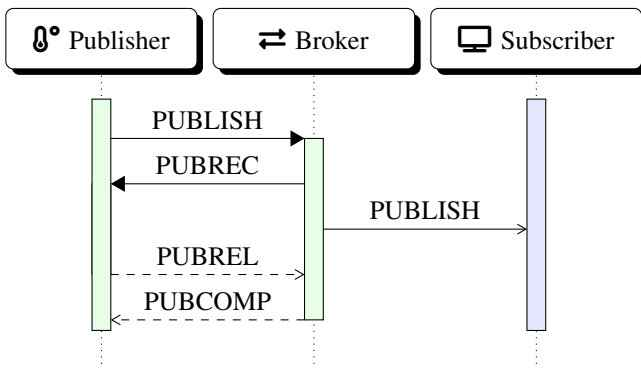 Publisher
Broker
Subscriber
PUBLISH
PUBREC
PUBLISH
PUBREL
PUBCOMP